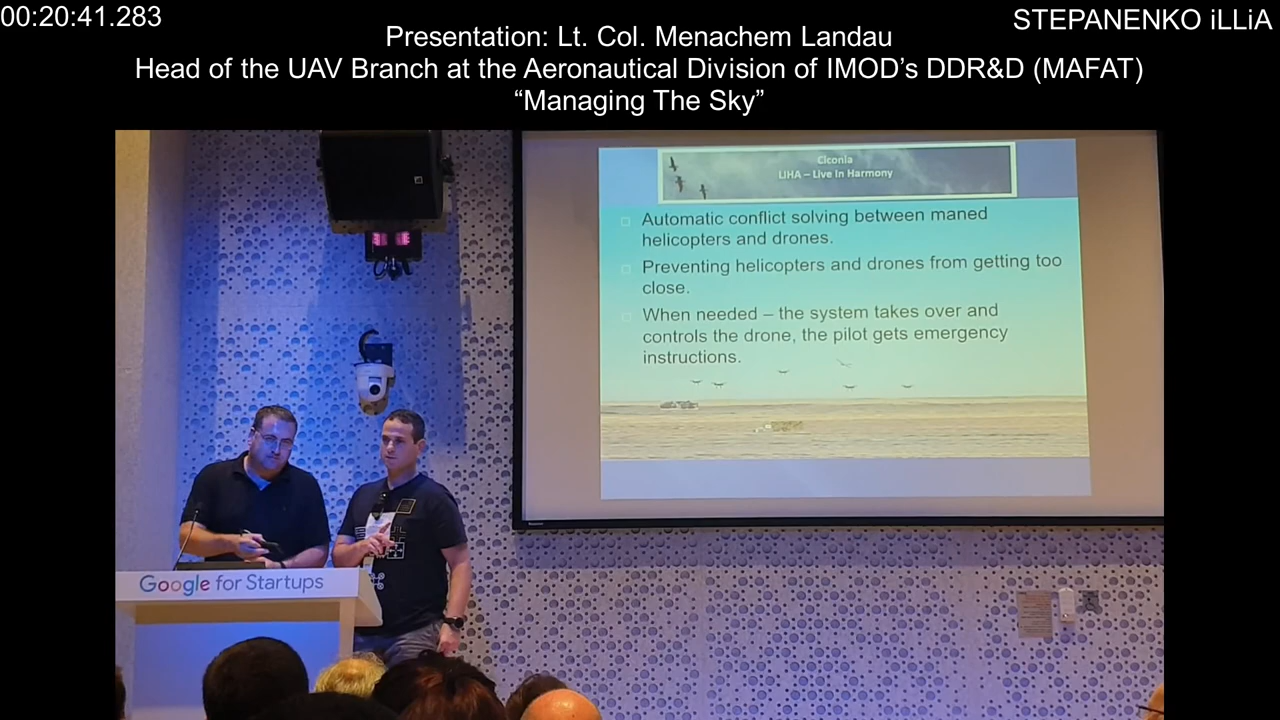 00:20:41.283
STEPANENKO iLLiA
Presentation: Lt. Col. Menachem Landau
Head of the UAV Branch at the Aeronautical Division of IMOD’s DDR&D (MAFAT)
“Managing The Sky”
Ciconia
LIHA – Live In Harmony
Automatic conflict solving between maned
helicopters and drones.
Preventing helicopters and drones from getting too
close.
When needed – the system takes over and
controls the drone, the pilot gets emergency
instructions.
Google for Startups